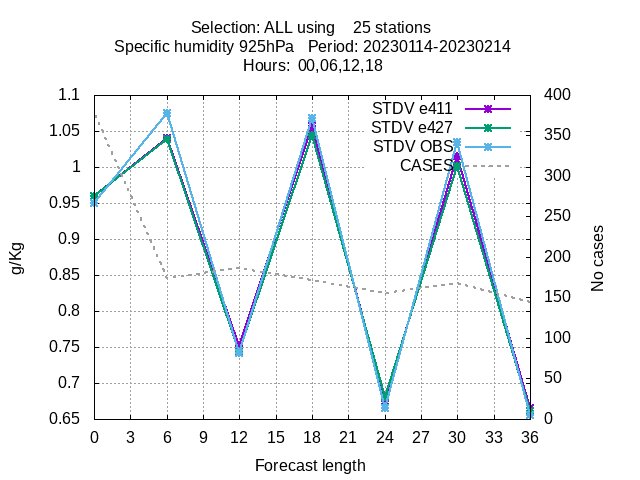 Selection: ALL using    25 stations
Specific humidity 925hPa   Period: 20230114-20230214
Hours:  00,06,12,18
STDV e411
STDV e427
STDV OBS
CASES
1.1
1.05
1
0.95
0.9
0.85
0.8
0.75
0.7
0.65
g/Kg
400
350
300
250
200
150
100
50
0
No cases
0 3 6 9 12 15 18 21 24 27 30 33 36
Forecast length